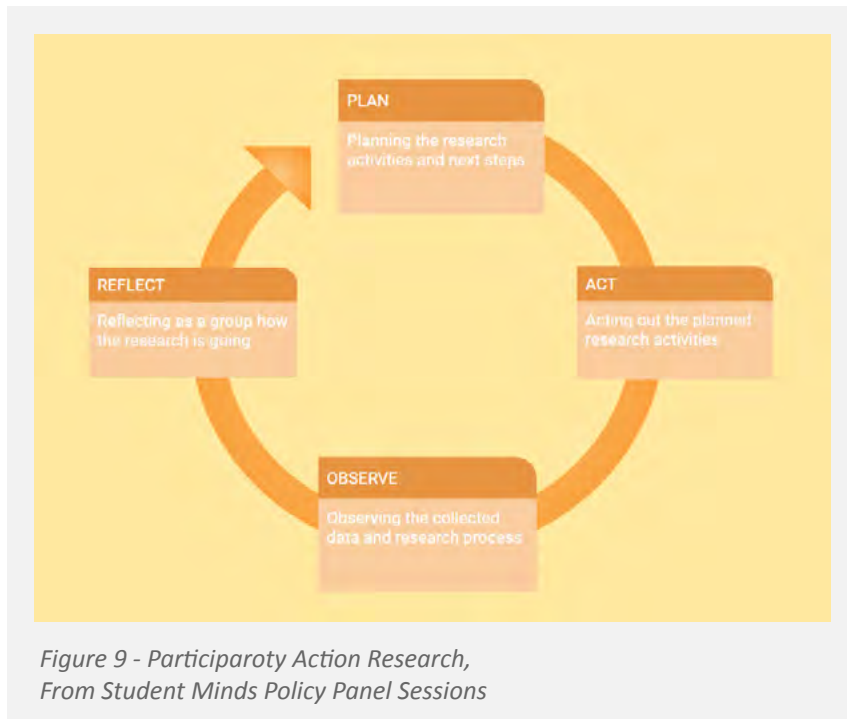 PLAN
Planning the research
activities and next steps
REFLECT
Reflecting as a group how
the research is going
ACT
Acting out the planned
research activities
OBSERVE
Observing the collected
data and research process
Figure 9 - Participaroty Action Research,
From Student Minds Policy Panel Sessions